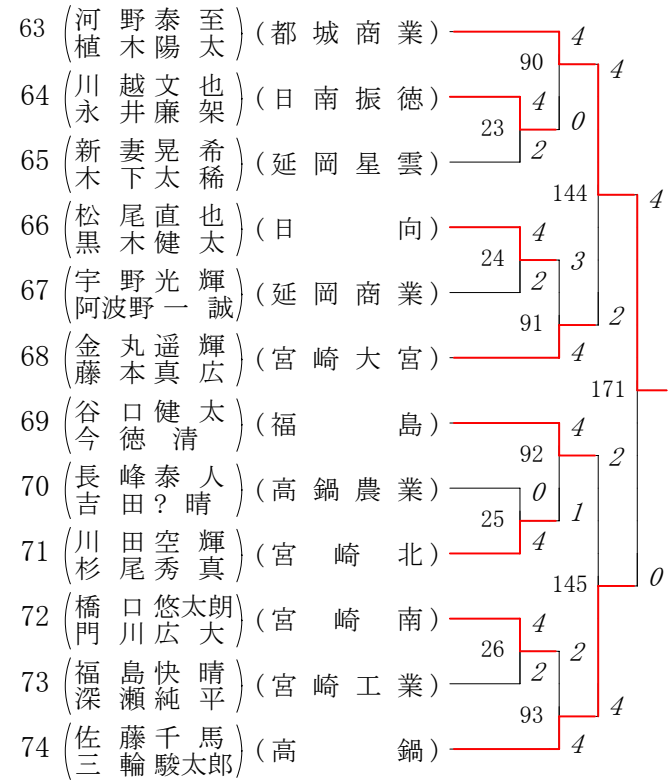 63 (河野泰至 植木陽太) (都城商業)
64 (川越文也 永井廉架) (日南振徳)
65 (新妻晃希 木下太稀) (延岡星雲)
66 (松尾直也 黒木健太) (日向)
67 (宇野光輝 阿波野一誠) (延岡商業)
68 (金丸遥輝 藤本真広) (宮崎大宮)
69 (谷口健太 今徳清) (福島)
70 (長峰泰人 吉田?晴) (高鍋農業)
71 (川田空輝 杉尾秀真) (宮崎北)
72 (橋口悠太朗 門川広大) (宮崎南)
73 (福島快晴 深瀬純平) (宮崎工業)
74 (佐藤千馬 三輪駿太郎) (高鍋)
4
90
4
4
0
23
2
144
4
4
3
24
2
2
91
4
171
4
92
2
0
1
25
4
145
0
4
26
2
2
93
4
4